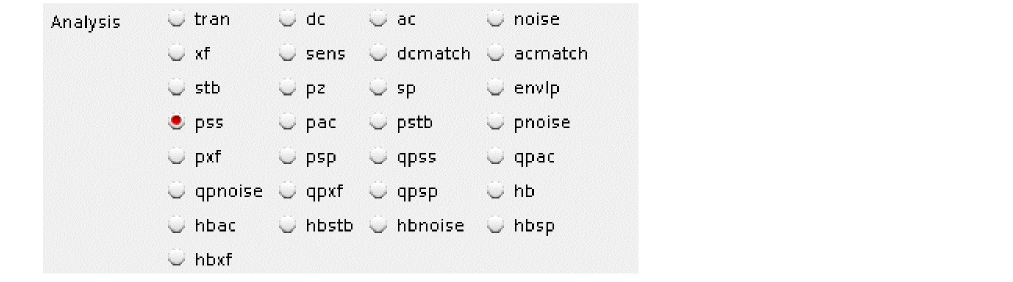 Analysis tran dc ac noise
xf sens dcmatch acmatch
stb pz sp envlp
pss pac pstb pnoise
pxf psp qpss qpac
qpnoise qpxf qpsp hb
hbac hbstb hbnoise hbsp
hbxf